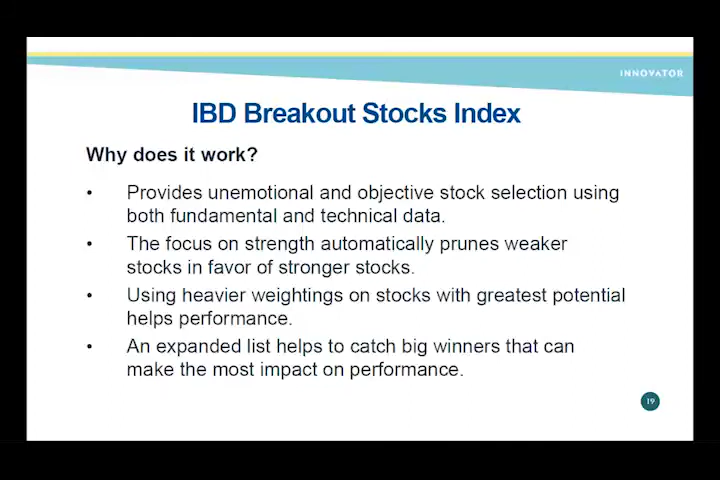 INNOVATOR
IBD Breakout Stocks Index
Why does it work?
• Provides unemotional and objective stock selection using
both fundamental and technical data.
• The focus on strength automatically prunes weaker
stocks in favor of stronger stocks.
• Using heavier weightings on stocks with greatest potential
helps performance.
• An expanded list helps to catch big winners that can
make the most impact on performance.
19